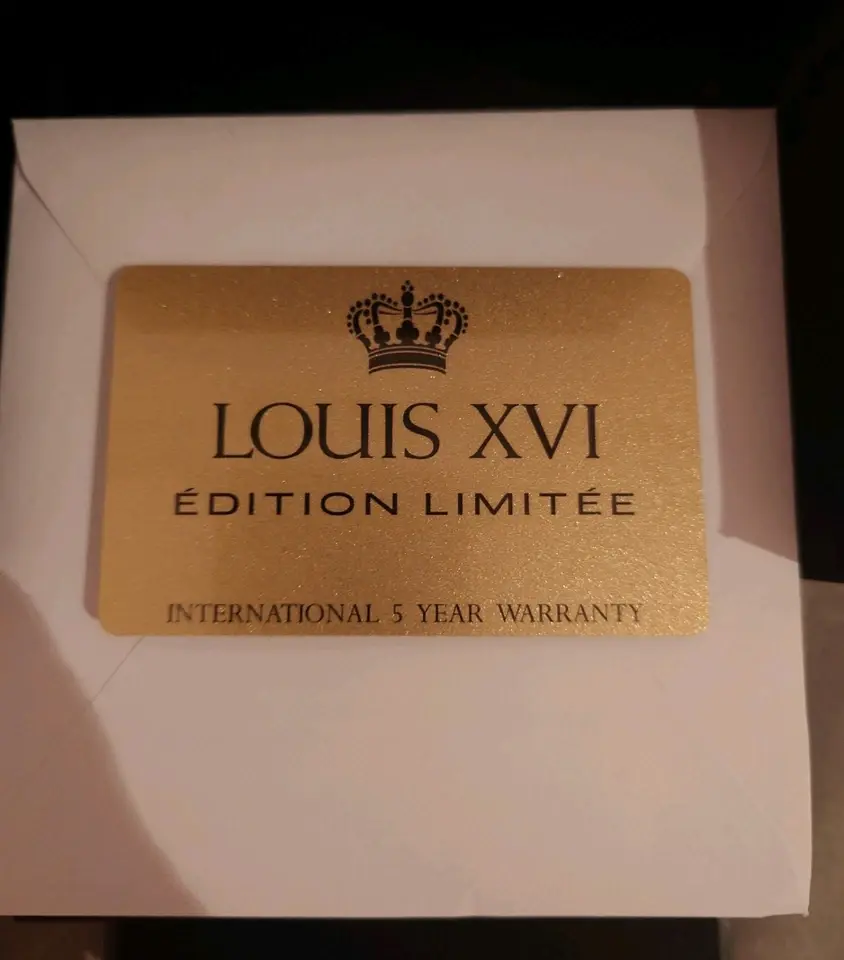 LOUIS XVI
ÉDITION LIMITÉE
INTERNATIONAL 5 YEAR WARRANTY